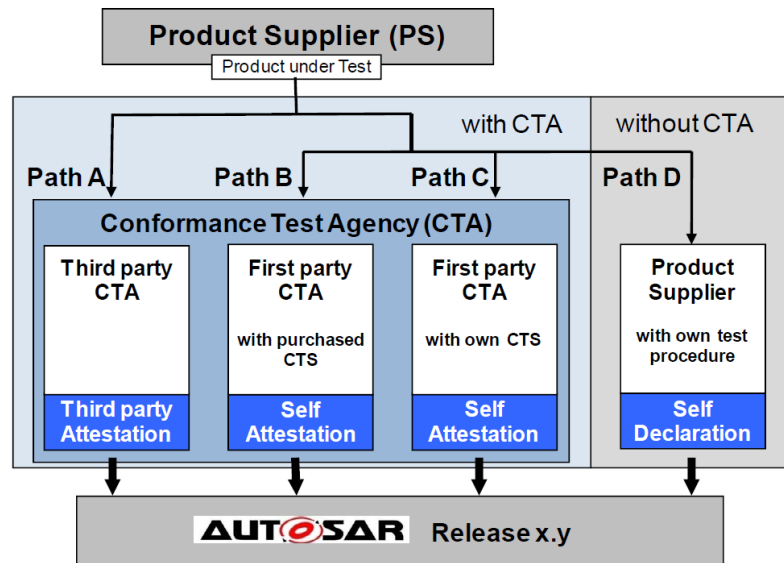 Product Supplier (PS)
Product under Test
with CTA
without CTA
Path A
Path B
Path C
Path D
Conformance Test Agency (CTA)
Third party
CTA
First party
CTA
with purchased
CTS
First party
CTA
with own CTS
Product
Supplier
with own test
procedure
Third party
Attestation
Self
Attestation
Self
Attestation
Self
Declaration
AUTOSAR Release x.y